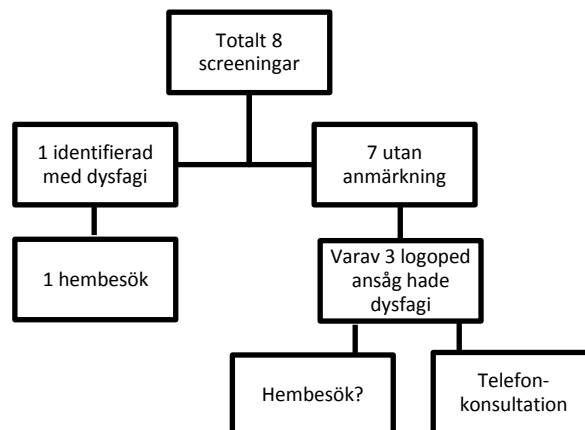 Totalt 8
screeningar
1 identifierad
med dysfagi
7 utan
anmärkning
1 hembesök
Varav 3 logoped
ansåg hade
dysfagi
Hembesök?
Telefon-
konsultation